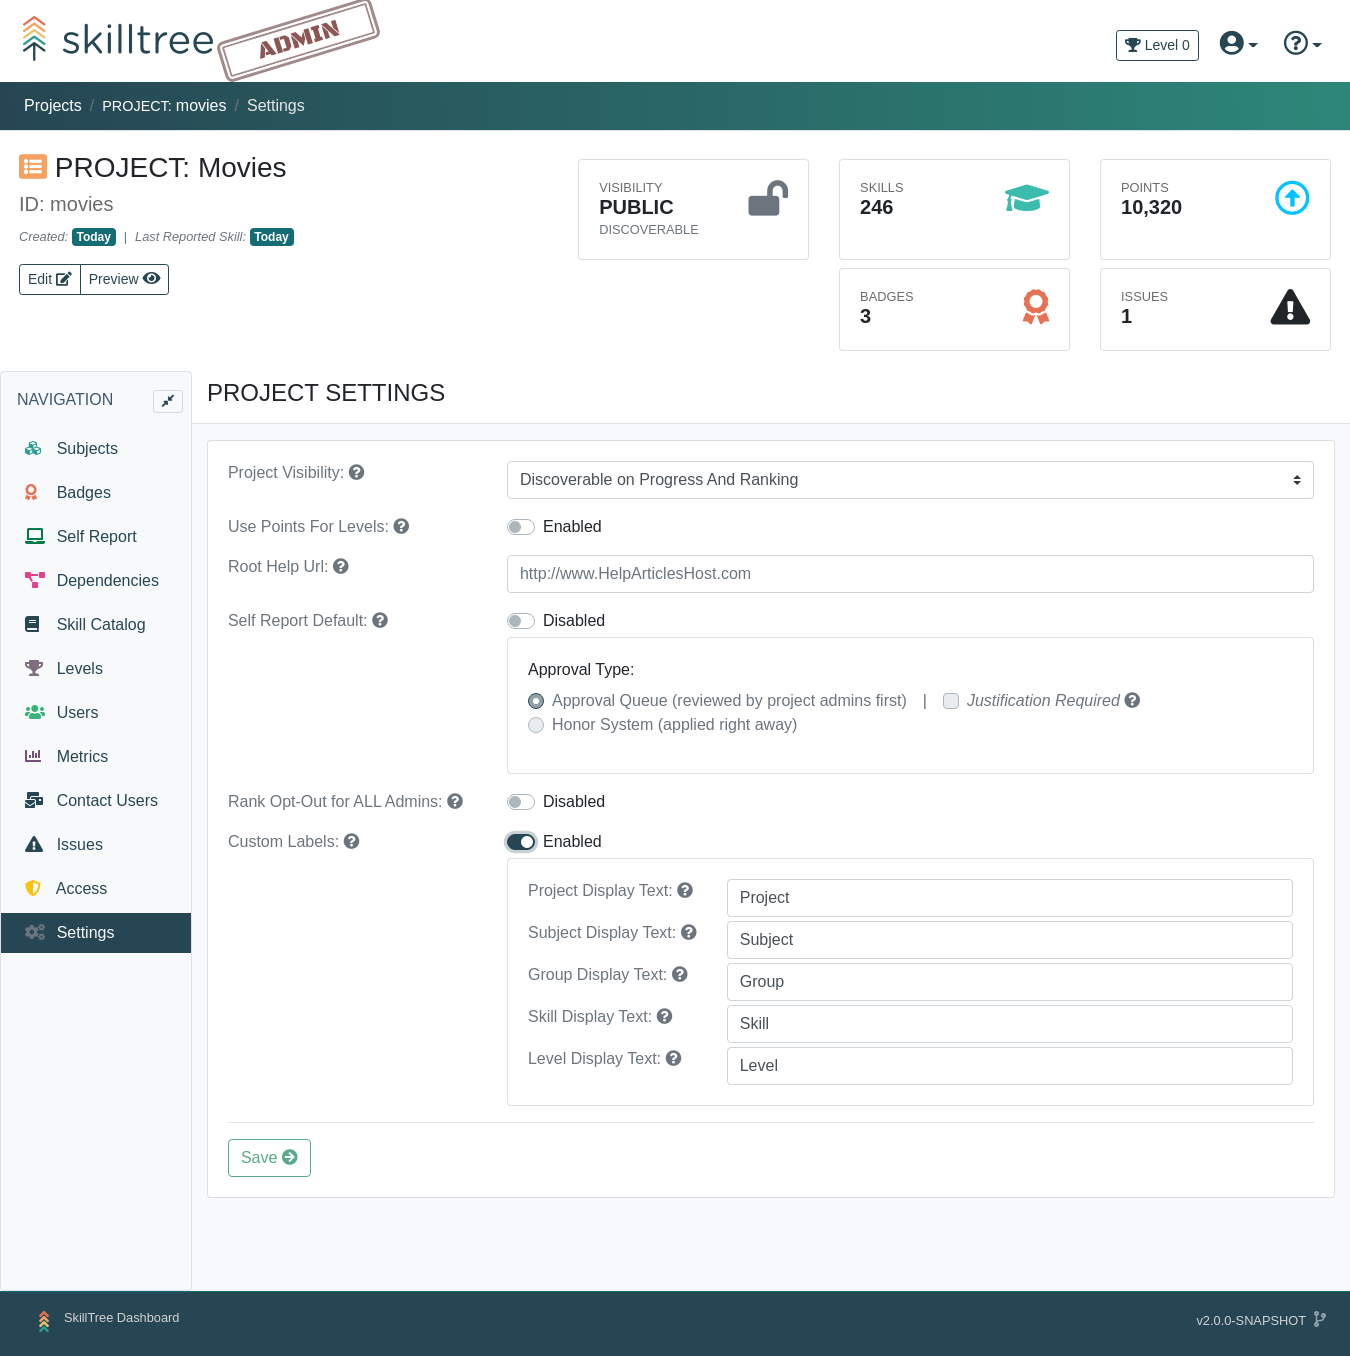 skilltree
ADMIN
Level 0
Projects / PROJECT: movies / Settings
PROJECT: Movies
ID: movies
Created: Today | Last Reported Skill: Today
Edit
Preview
VISIBILITY
PUBLIC
DISCOVERABLE
SKILLS
246
POINTS
10,320
BADGES
3
ISSUES
1
NAVIGATION
Subjects
Badges
Self Report
Dependencies
Skill Catalog
Levels
Users
Metrics
Contact Users
Issues
Access
Settings
PROJECT SETTINGS
Project Visibility:
Discoverable on Progress And Ranking
Use Points For Levels:
Enabled
Root Help Url:
http://www.HelpArticlesHost.com
Self Report Default:
Disabled
Approval Type:
Approval Queue (reviewed by project admins first) | Justification Required
Honor System (applied right away)
Rank Opt-Out for ALL Admins:
Disabled
Custom Labels:
Enabled
Project Display Text:
Project
Subject Display Text:
Subject
Group Display Text:
Group
Skill Display Text:
Skill
Level Display Text:
Level
Save
SkillTree Dashboard
v2.0.0-SNAPSHOT